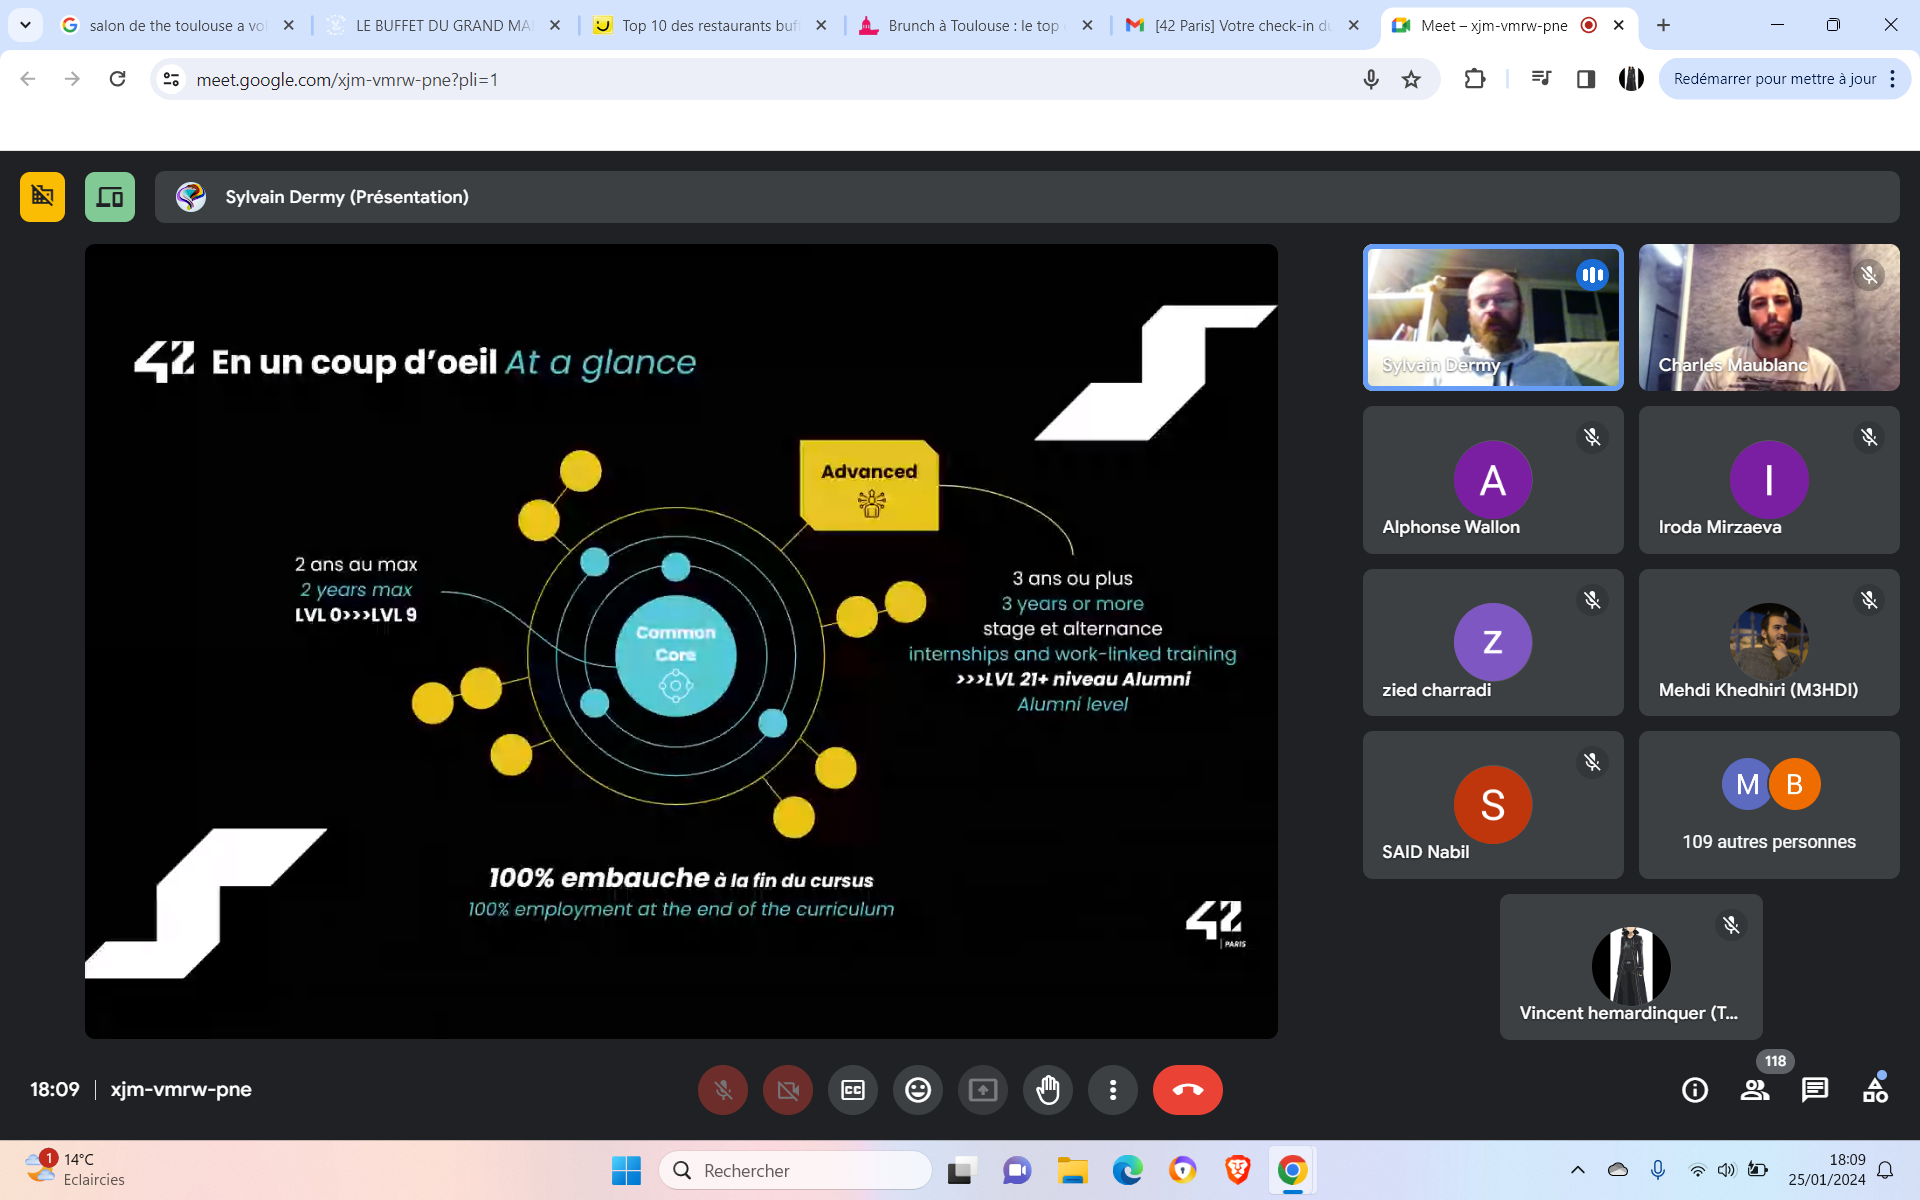 salon de the toulouse a vol
LE BUFFET DU GRAND MA
Top 10 des restaurants buf
Brunch à Toulouse : le top
[42 Paris] Votre check-in du
Meet – xjm-vmrw-pne
meet.google.com/xjm-vmrw-pne?pli=1
Redémarrer pour mettre à jour
Sylvain Dermy (Présentation)
42 En un coup d’oeil At a glance
Advanced
2 ans au max
2 years max
LVL 0>>>LVL 9
Common
Core
3 ans ou plus
3 years or more
stage et alternance
internships and work-linked training
>>>LVL 21+ niveau Alumni
Alumni level
100% embauche à la fin du cursus
100% employment at the end of the curriculum
42
PARIS
Sylvain Dermy
Charles Maublanc
A
Alphonse Wallon
I
Iroda Mirzaeva
z
zied charradi
Mehdi Khedhiri (M3HDI)
S
SAID Nabil
M B
109 autres personnes
Vincent hemardinquer (T...
18:09 | xjm-vmrw-pne
CC
118
1
14°C
Eclaircies
Rechercher
18:09
25/01/2024